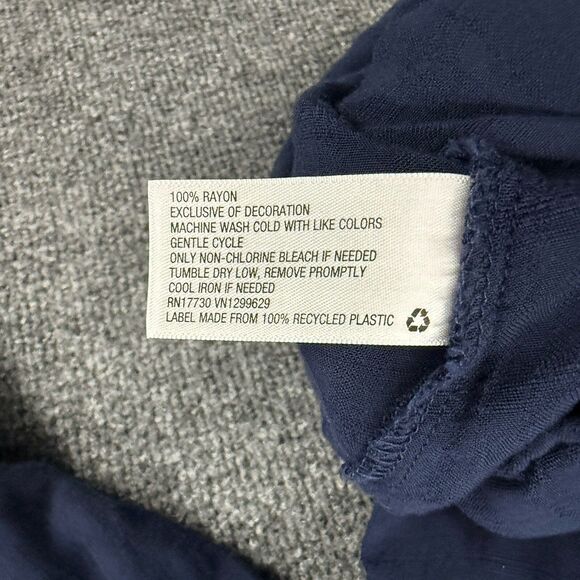 100% RAYON
EXCLUSIVE OF DECORATION
MACHINE WASH COLD WITH LIKE COLORS
GENTLE CYCLE
ONLY NON-CHLORINE BLEACH IF NEEDED
TUMBLE DRY LOW, REMOVE PROMPTLY
COOL IRON IF NEEDED
RN17730 VN1299629
LABEL MADE FROM 100% RECYCLED PLASTIC